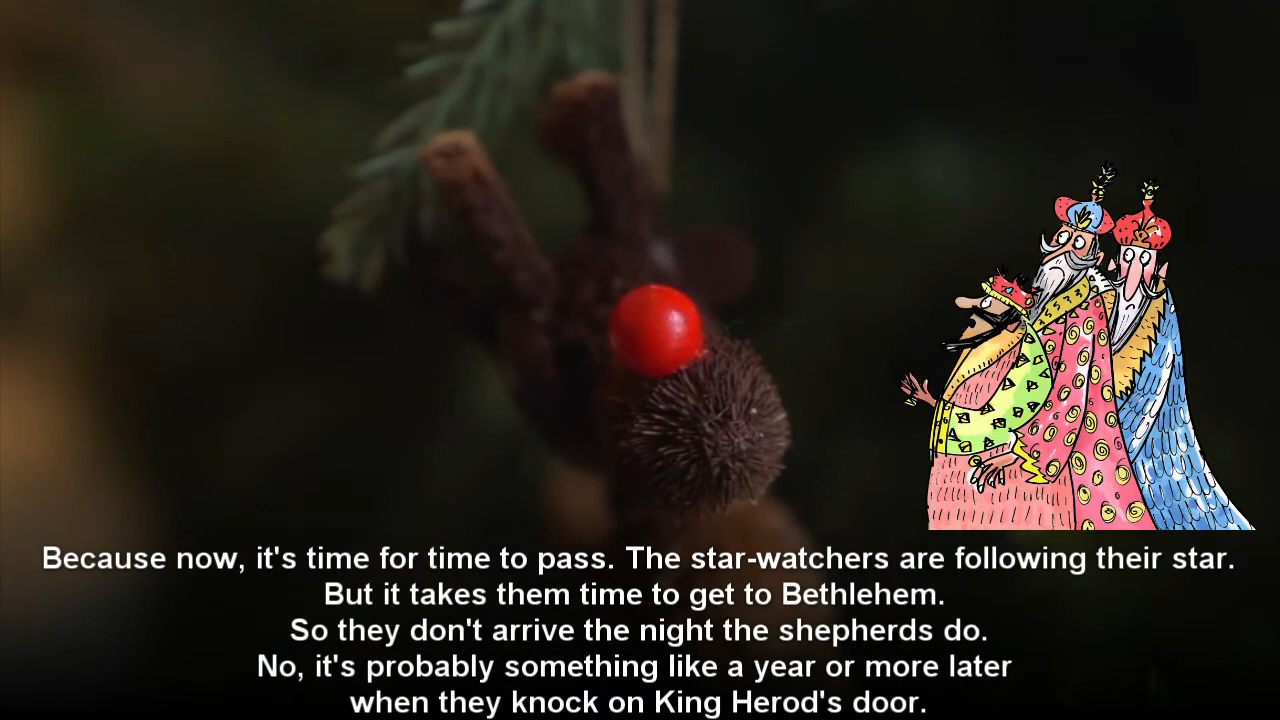 Because now, it's time for time to pass. The star-watchers are following their star.
But it takes them time to get to Bethlehem.
So they don't arrive the night the shepherds do.
No, it's probably something like a year or more later
when they knock on King Herod's door.